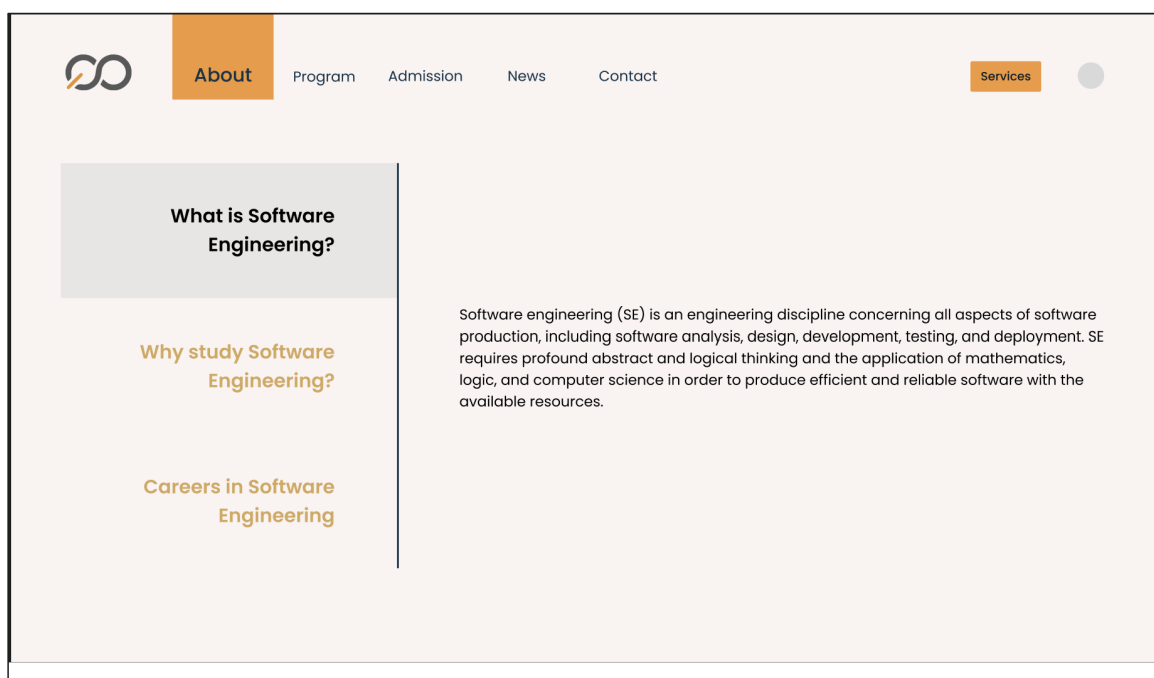 About
Program
Admission
News
Contact
Services
What is Software
Engineering?
Why study Software
Engineering?
Careers in Software
Engineering
Software engineering (SE) is an engineering discipline concerning all aspects of software
production, including software analysis, design, development, testing, and deployment. SE
requires profound abstract and logical thinking and the application of mathematics,
logic, and computer science in order to produce efficient and reliable software with the
available resources.